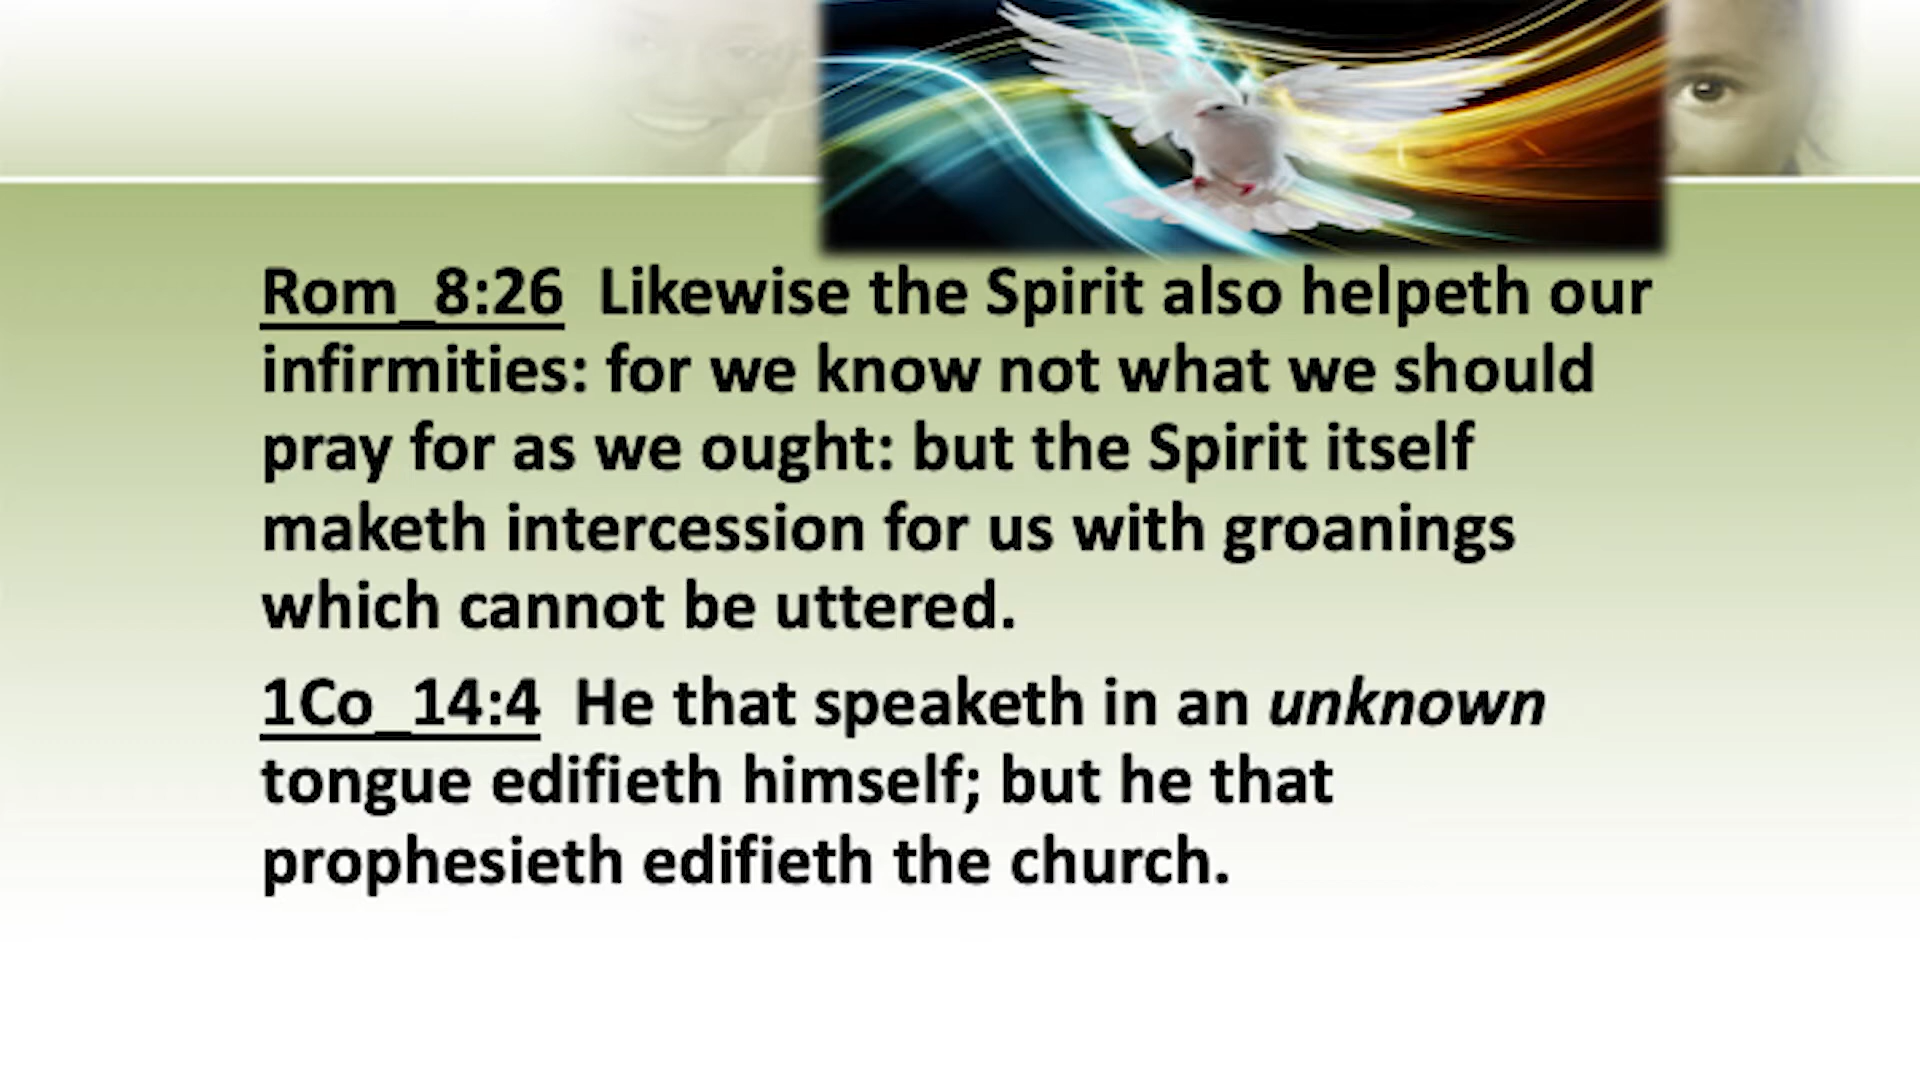 Rom_8:26  Likewise the Spirit also helpeth our
infirmities: for we know not what we should
pray for as we ought: but the Spirit itself
maketh intercession for us with groanings
which cannot be uttered.
1Co_14:4  He that speaketh in an unknown
tongue edifieth himself; but he that
prophesieth edifieth the church.